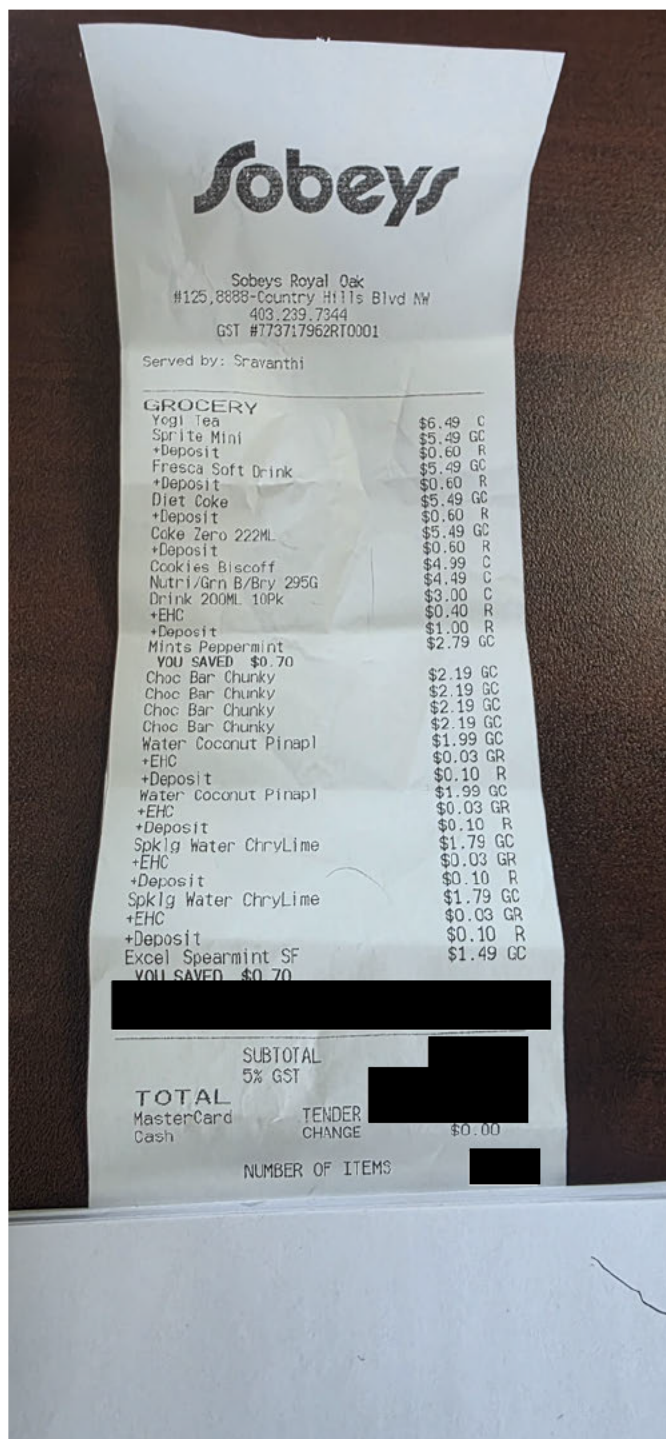 Sobeys
Sobeys Royal Oak
#125,8888-Country Hills Blvd NW
403.239.7344
GST #773717962RT0001
Served by: Sravanthi
GROCERY
Yogi Tea $6.49 C
Sprite Mini $5.49 GC
+Deposit $0.60 R
Fresca Soft Drink $5.49 GC
+Deposit $0.60 R
Diet Coke $5.49 GC
+Deposit $0.60 R
Coke Zero 222ML $5.49 GC
+Deposit $0.60 R
Cookies Biscoff $4.99 C
Nutri/Grn B/Bry 295G $4.49 C
Drink 200ML 10Pk $3.00 C
+EHC $0.40 R
+Deposit $1.00 R
Mints Peppermint $2.79 GC
YOU SAVED $0.70
Choc Bar Chunky $2.19 GC
Choc Bar Chunky $2.19 GC
Choc Bar Chunky $2.19 GC
Choc Bar Chunky $2.19 GC
Water Coconut Pinapl $1.99 GC
+EHC $0.03 GR
+Deposit $0.10 R
Water Coconut Pinapl $1.99 GC
+EHC $0.03 GR
+Deposit $0.10 R
Spklg Water ChryLime $1.79 GC
+EHC $0.03 GR
+Deposit $0.10 R
Spklg Water ChryLime $1.79 GC
+EHC $0.03 GR
+Deposit $0.10 R
Excel Spearmint SF $1.49 GC
YOU SAVED $0.70
SUBTOTAL
5% GST
TOTAL
MasterCard TENDER
Cash CHANGE $0.00
NUMBER OF ITEMS